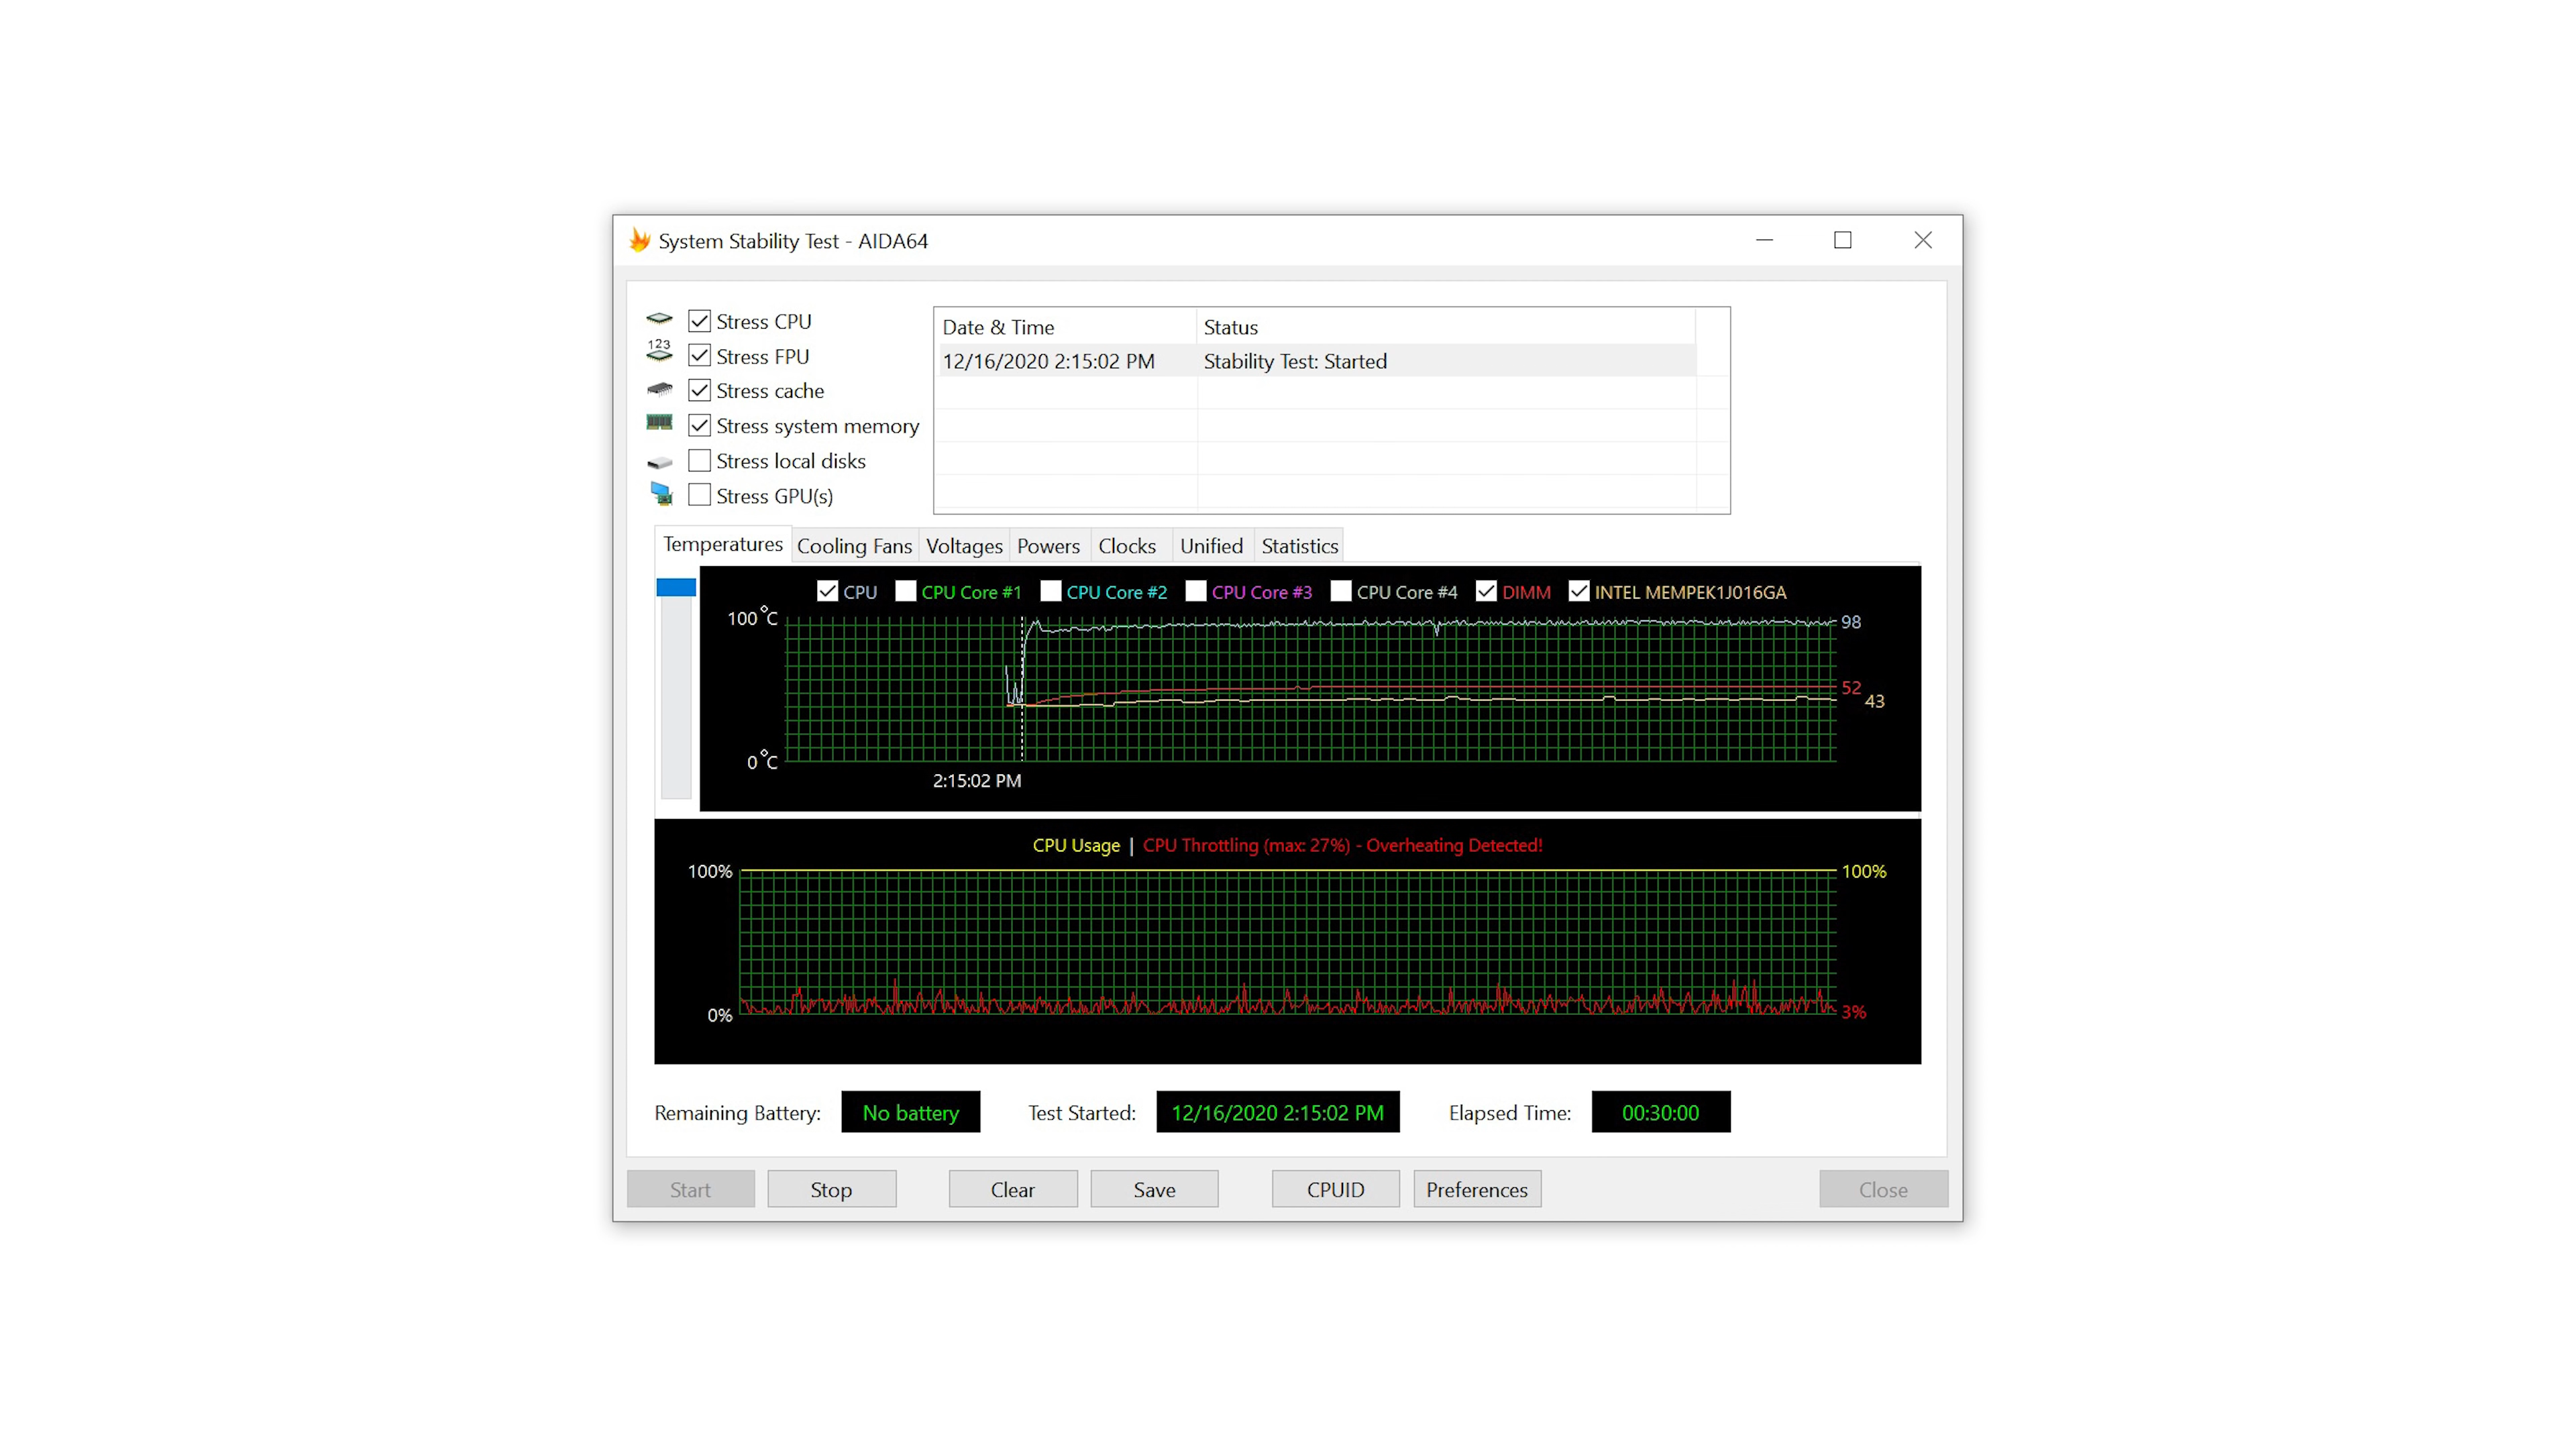 System Stability Test - AIDA64
Stress CPU
123
Stress FPU
Stress cache
Stress system memory
Stress local disks
Stress GPU(s)
Date & Time Status
12/16/2020 2:15:02 PM Stability Test: Started
Temperatures Cooling Fans Voltages Powers Clocks Unified Statistics
CPU CPU Core #1 CPU Core #2 CPU Core #3 CPU Core #4 DIMM INTEL MEMPEK1J016GA
100°C
98
52
43
0°C
2:15:02 PM
CPU Usage | CPU Throttling (max: 27%) - Overheating Detected!
100% 100%
0% 3%
Remaining Battery: No battery Test Started: 12/16/2020 2:15:02 PM Elapsed Time: 00:30:00
Start Stop Clear Save CPUID Preferences Close